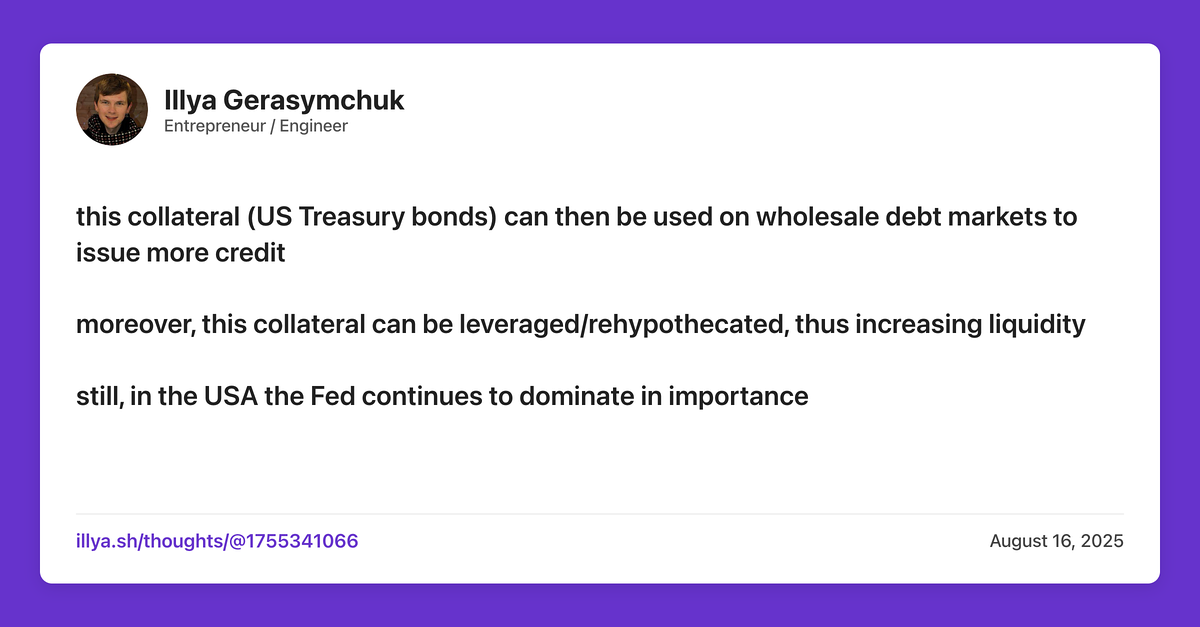 Illya Gerasymchuk
Entrepreneur / Engineer
this collateral (US Treasury bonds) can then be used on wholesale debt markets to
issue more credit
moreover, this collateral can be leveraged/rehypothecated, thus increasing liquidity
still, in the USA the Fed continues to dominate in importance
illya.sh/thoughts/@1755341066
August 16, 2025